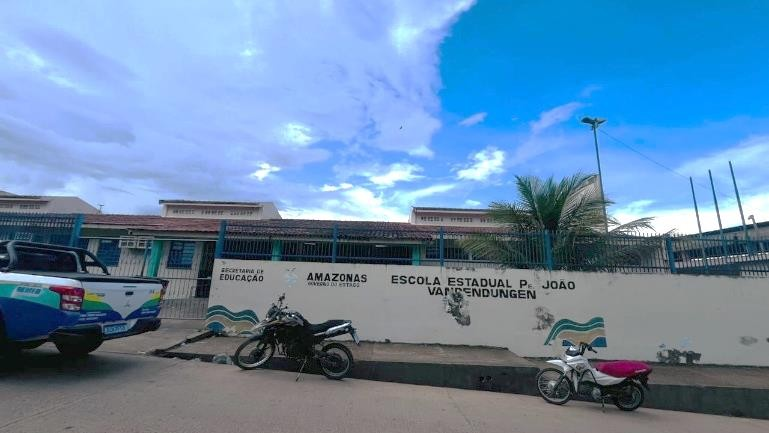 SECRETARIA DE
EDUCAÇÃO
AMAZONAS
GOVERNO DO ESTADO
ESCOLA ESTADUAL Pe JOÃO
VANDENDUNGEN